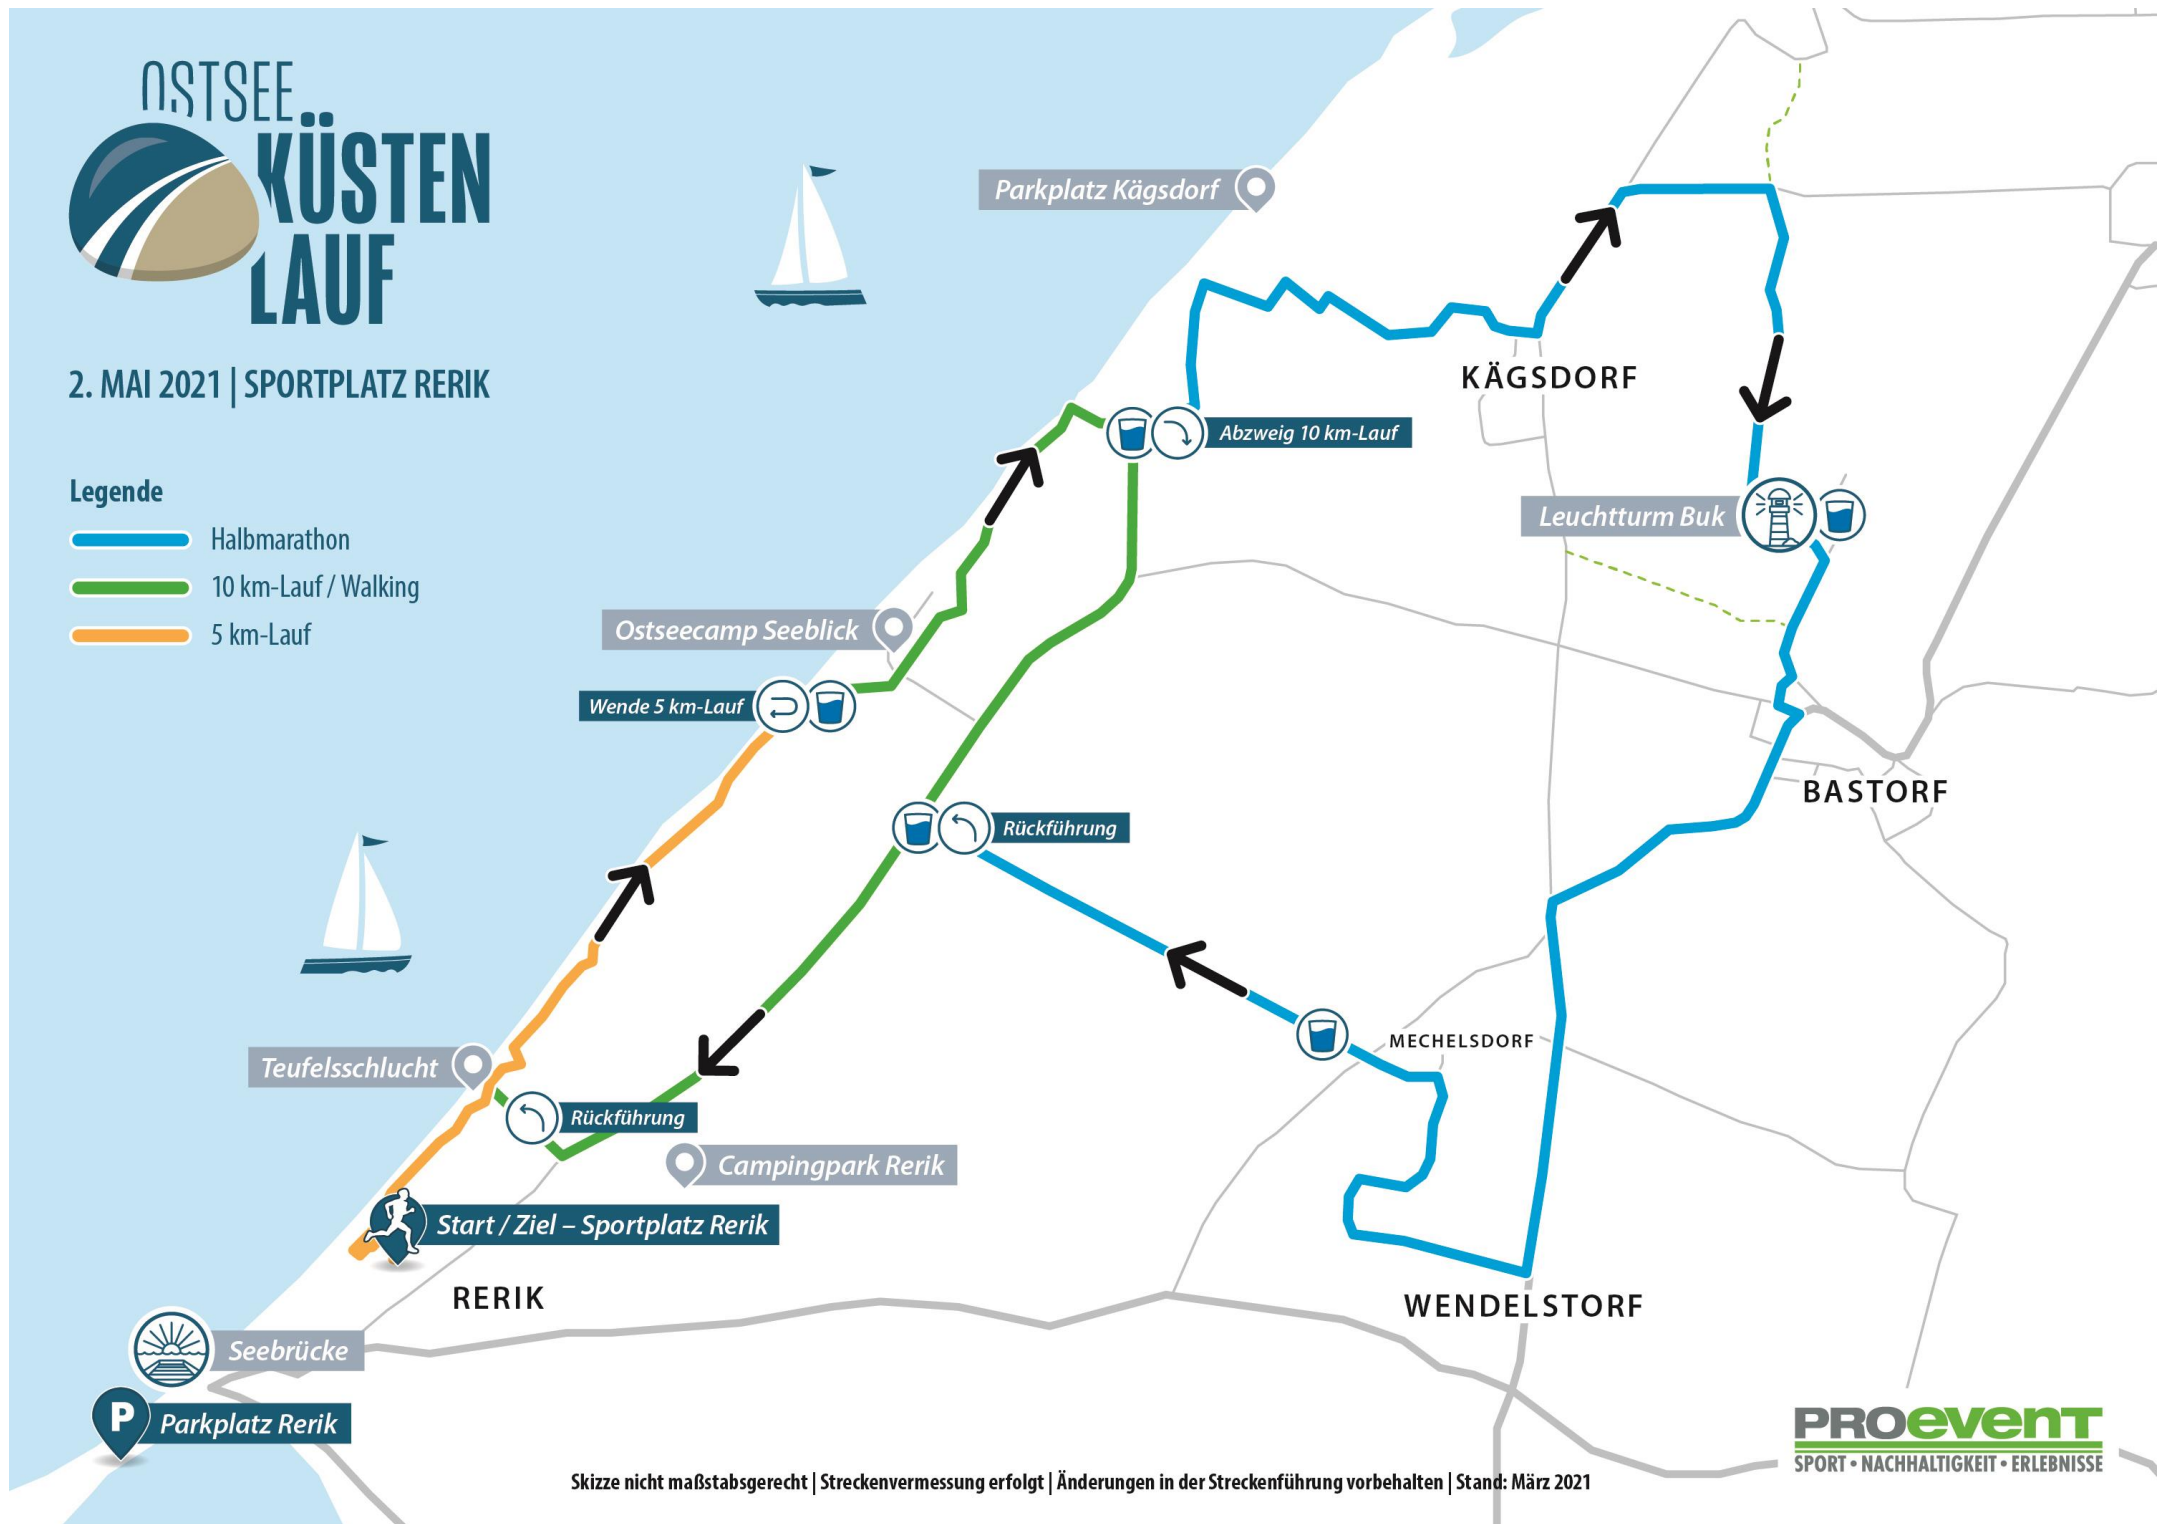 OSTSEE
KÜSTEN
LAUF
2. MAI 2021 | SPORTPLATZ RERIK
Legende
Halbmarathon
10 km-Lauf / Walking
5 km-Lauf
Parkplatz Kägsdorf
KÄGSDORF
Abzweig 10 km-Lauf
Leuchtturm Buk
Ostseecamp Seeblick
Wende 5 km-Lauf
BASTORF
Rückführung
MECHELSDORF
Teufelsschlucht
Rückführung
Campingpark Rerik
Start / Ziel – Sportplatz Rerik
RERIK
WENDELSTORF
Seebrücke
P Parkplatz Rerik
PROevenT
SPORT • NACHHALTIGKEIT • ERLEBNISSE
Skizze nicht maßstabsgerecht | Streckenvermessung erfolgt | Änderungen in der Streckenführung vorbehalten | Stand: März 2021